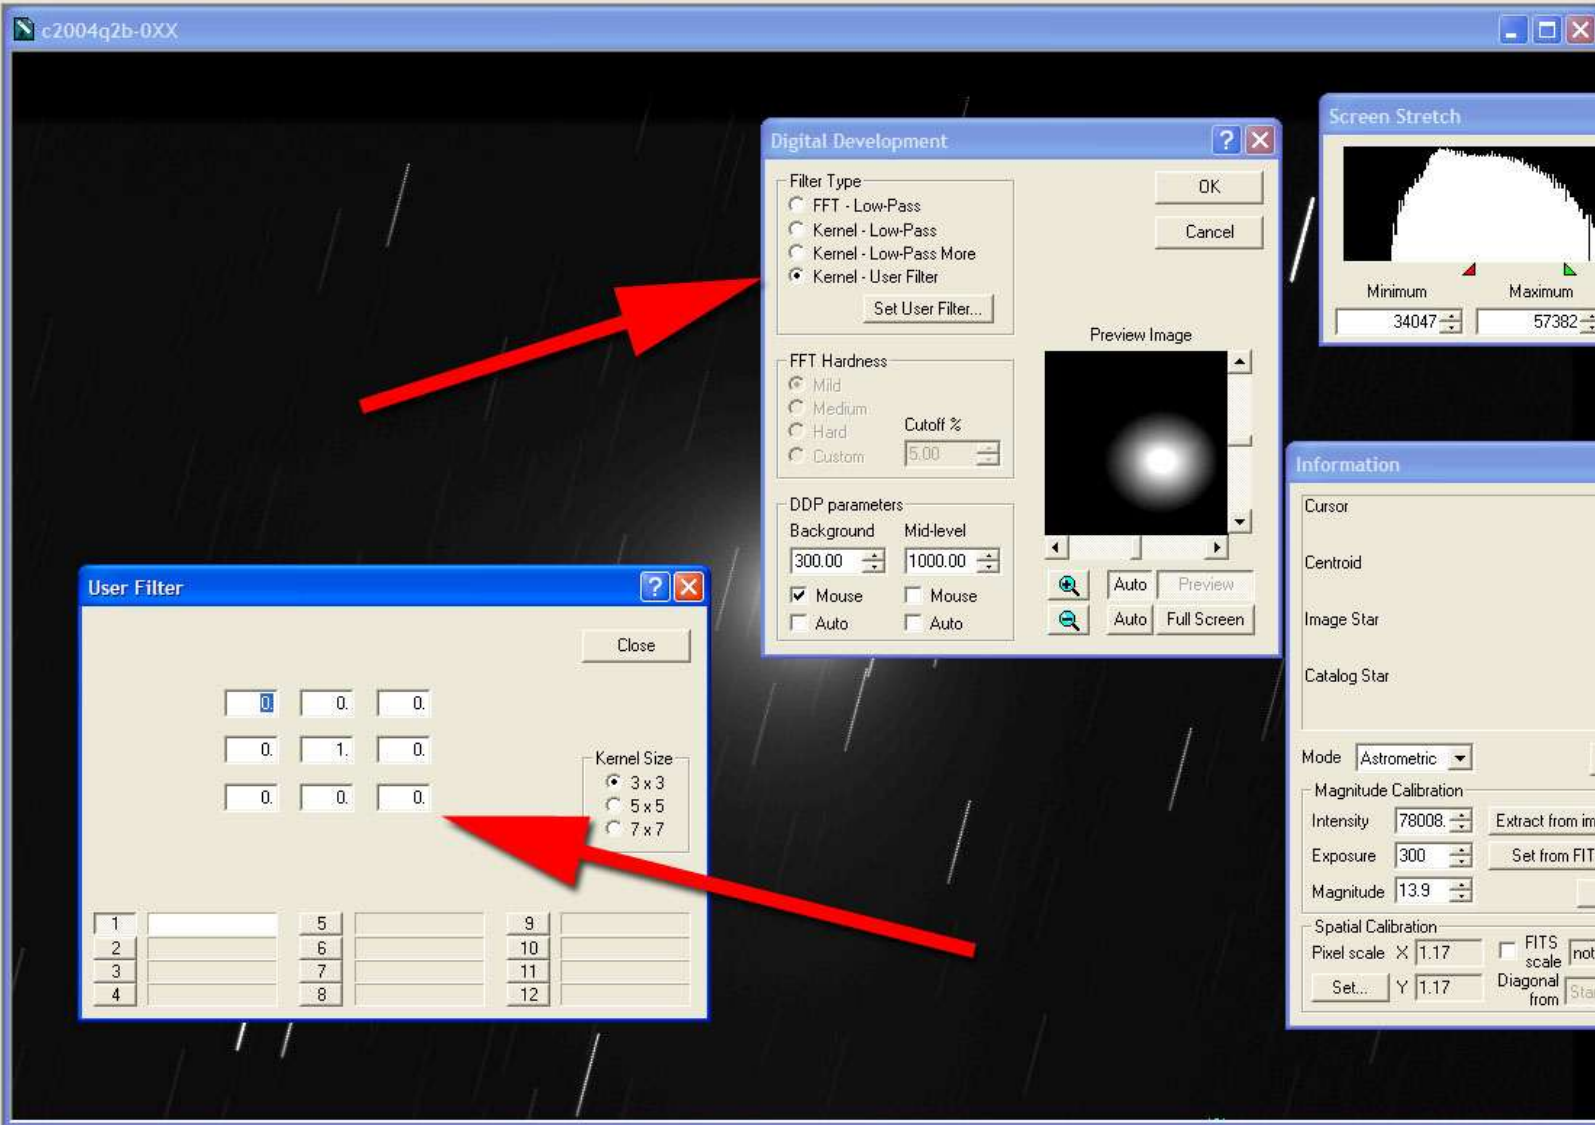 c2004q2b-0XX
Digital Development
Filter Type
FFT - Low-Pass
Kernel - Low-Pass
Kernel - Low-Pass More
Kernel - User Filter
Set User Filter...
OK
Cancel
FFT Hardness
Mild
Medium
Hard
Custom
Cutoff %
5.00
DDP parameters
Background
Mid-level
300.00
1000.00
Mouse
Mouse
Auto
Auto
Preview Image
Auto
Preview
Auto
Full Screen
Screen Stretch
Minimum
Maximum
34047
57382
User Filter
Close
0. 0. 0.
0. 1. 0.
0. 0. 0.
Kernel Size
3 x 3
5 x 5
7 x 7
1 5 9
2 6 10
3 7 11
4 8 12
Information
Cursor
Centroid
Image Star
Catalog Star
Mode Astrometric
Magnitude Calibration
Intensity 78008. Extract from im
Exposure 300 Set from FIT
Magnitude 13.9
Spatial Calibration
Pixel scale X 1.17
FITS scale not
Set... Y 1.17
Diagonal from Sta